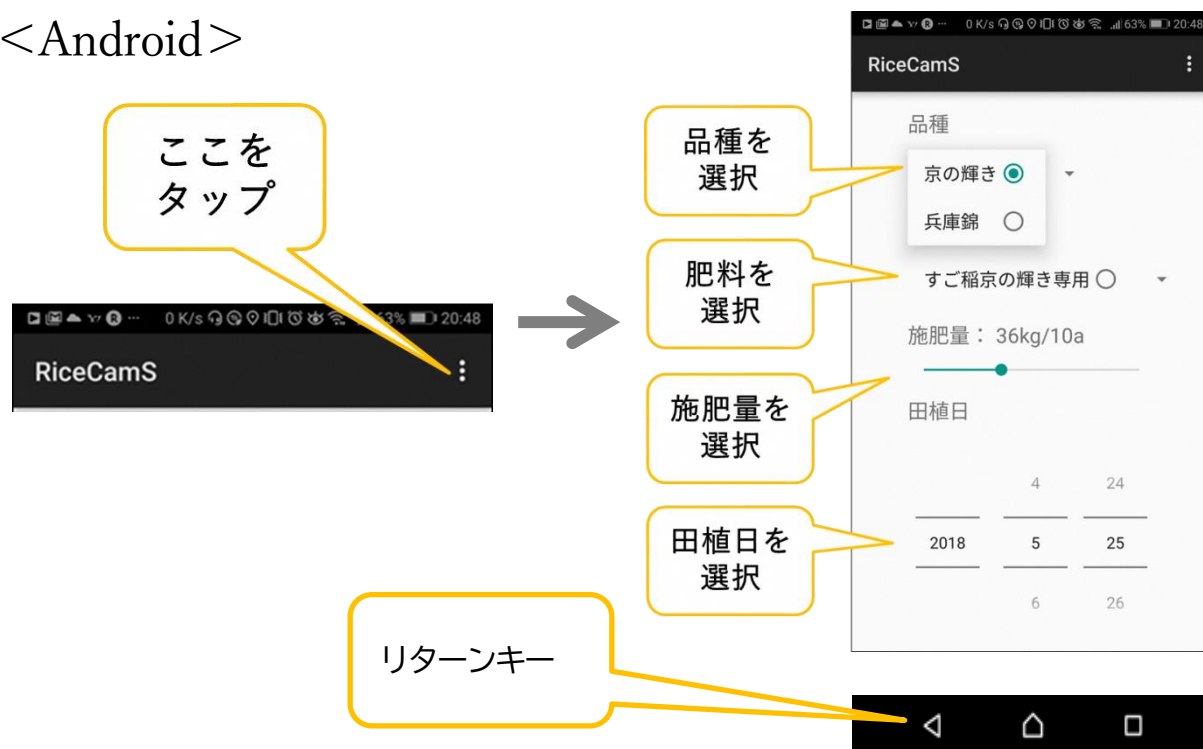 ＜Android＞
ここを
タップ
0 K/s 63% 20:48
RiceCamS
品種を
選択
肥料を
選択
施肥量を
選択
田植日を
選択
リターンキー
0 K/s 63% 20:48
RiceCamS
品種
京の輝き
兵庫錦
すご稲京の輝き専用
施肥量： 36kg/10a
田植日
4 24
2018 5 25
6 26